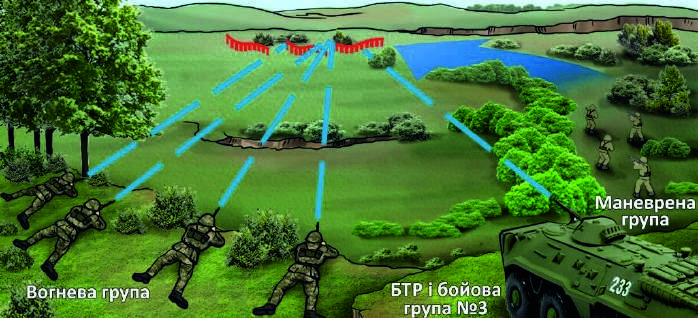 Маневрена
група
Вогнева група
БТР і бойова
група №3
233